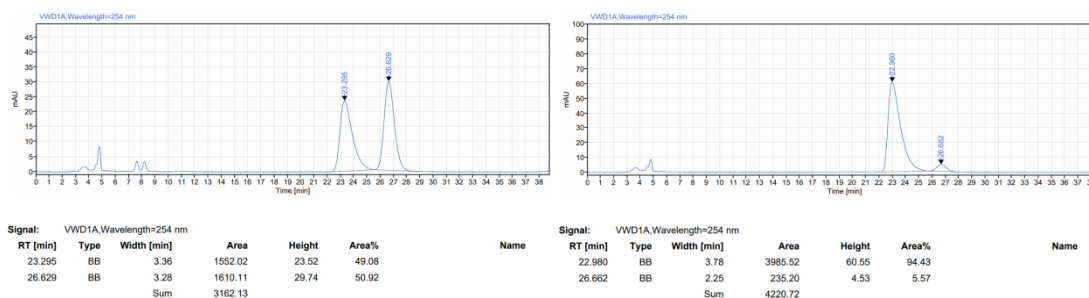 VWD1A,Wavelength=254 nm
45
40
35
30
25
20
15
10
5
0
mAU
23.295
26.629
0 1 2 3 4 5 6 7 8 9 10 11 12 13 14 15 16 17 18 19 20 21 22 23 24 25 26 27 28 29 30 31 32 33 34 35 36 37 38
Time [min]
Signal: VWD1A,Wavelength=254 nm
RT [min] Type Width [min] Area Height Area% Name
23.295 BB 3.36 1552.02 23.52 49.08
26.629 BB 3.28 1610.11 29.74 50.92
Sum 3162.13
VWD1A,Wavelength=254 nm
100
90
80
70
60
50
40
30
20
10
0
mAU
22.980
26.662
0 1 2 3 4 5 6 7 8 9 10 11 12 13 14 15 16 17 18 19 20 21 22 23 24 25 26 27 28 29 30 31 32 33 34 35 36 37
Time [min]
Signal: VWD1A,Wavelength=254 nm
RT [min] Type Width [min] Area Height Area% Name
22.980 BB 3.78 3985.52 60.55 94.43
26.662 BB 2.25 235.20 4.53 5.57
Sum 4220.72